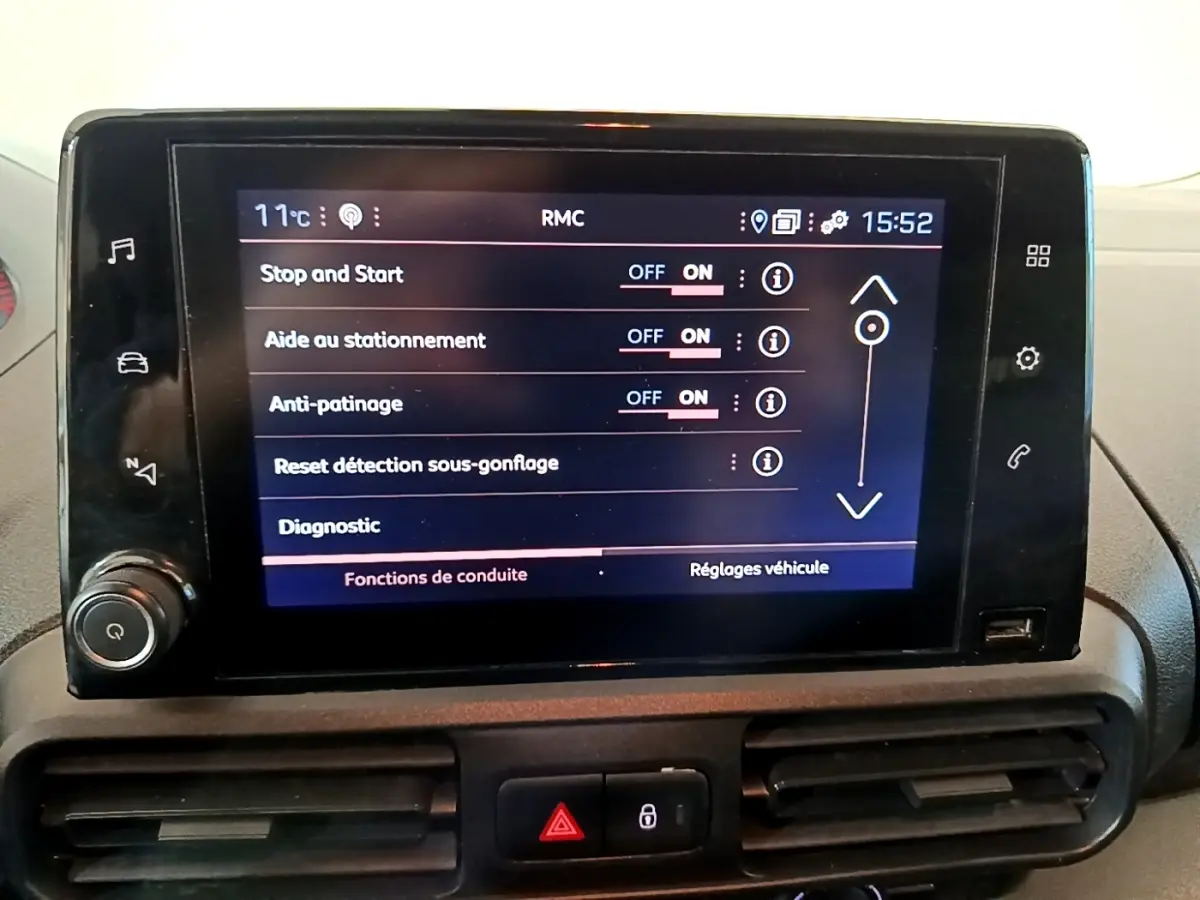 11°C RMC 15:52
Stop and Start OFF ON
Aide au stationnement OFF ON
Anti-patinage OFF ON
Reset détection sous-gonflage
Diagnostic
Fonctions de conduite Réglages véhicule
N